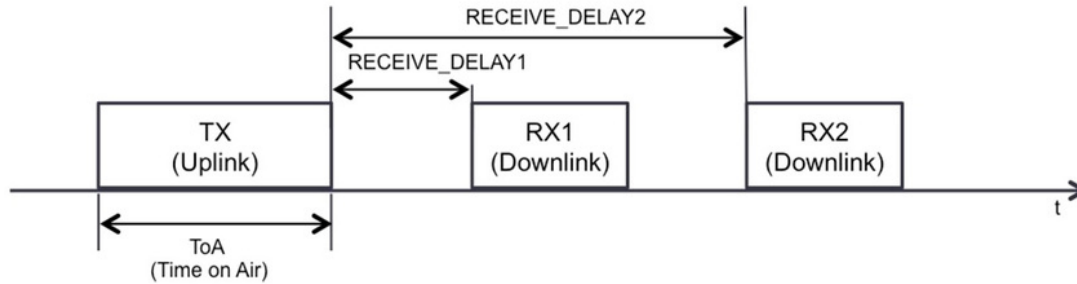 RECEIVE_DELAY2
RECEIVE_DELAY1
TX
(Uplink)
RX1
(Downlink)
RX2
(Downlink)
t
ToA
(Time on Air)